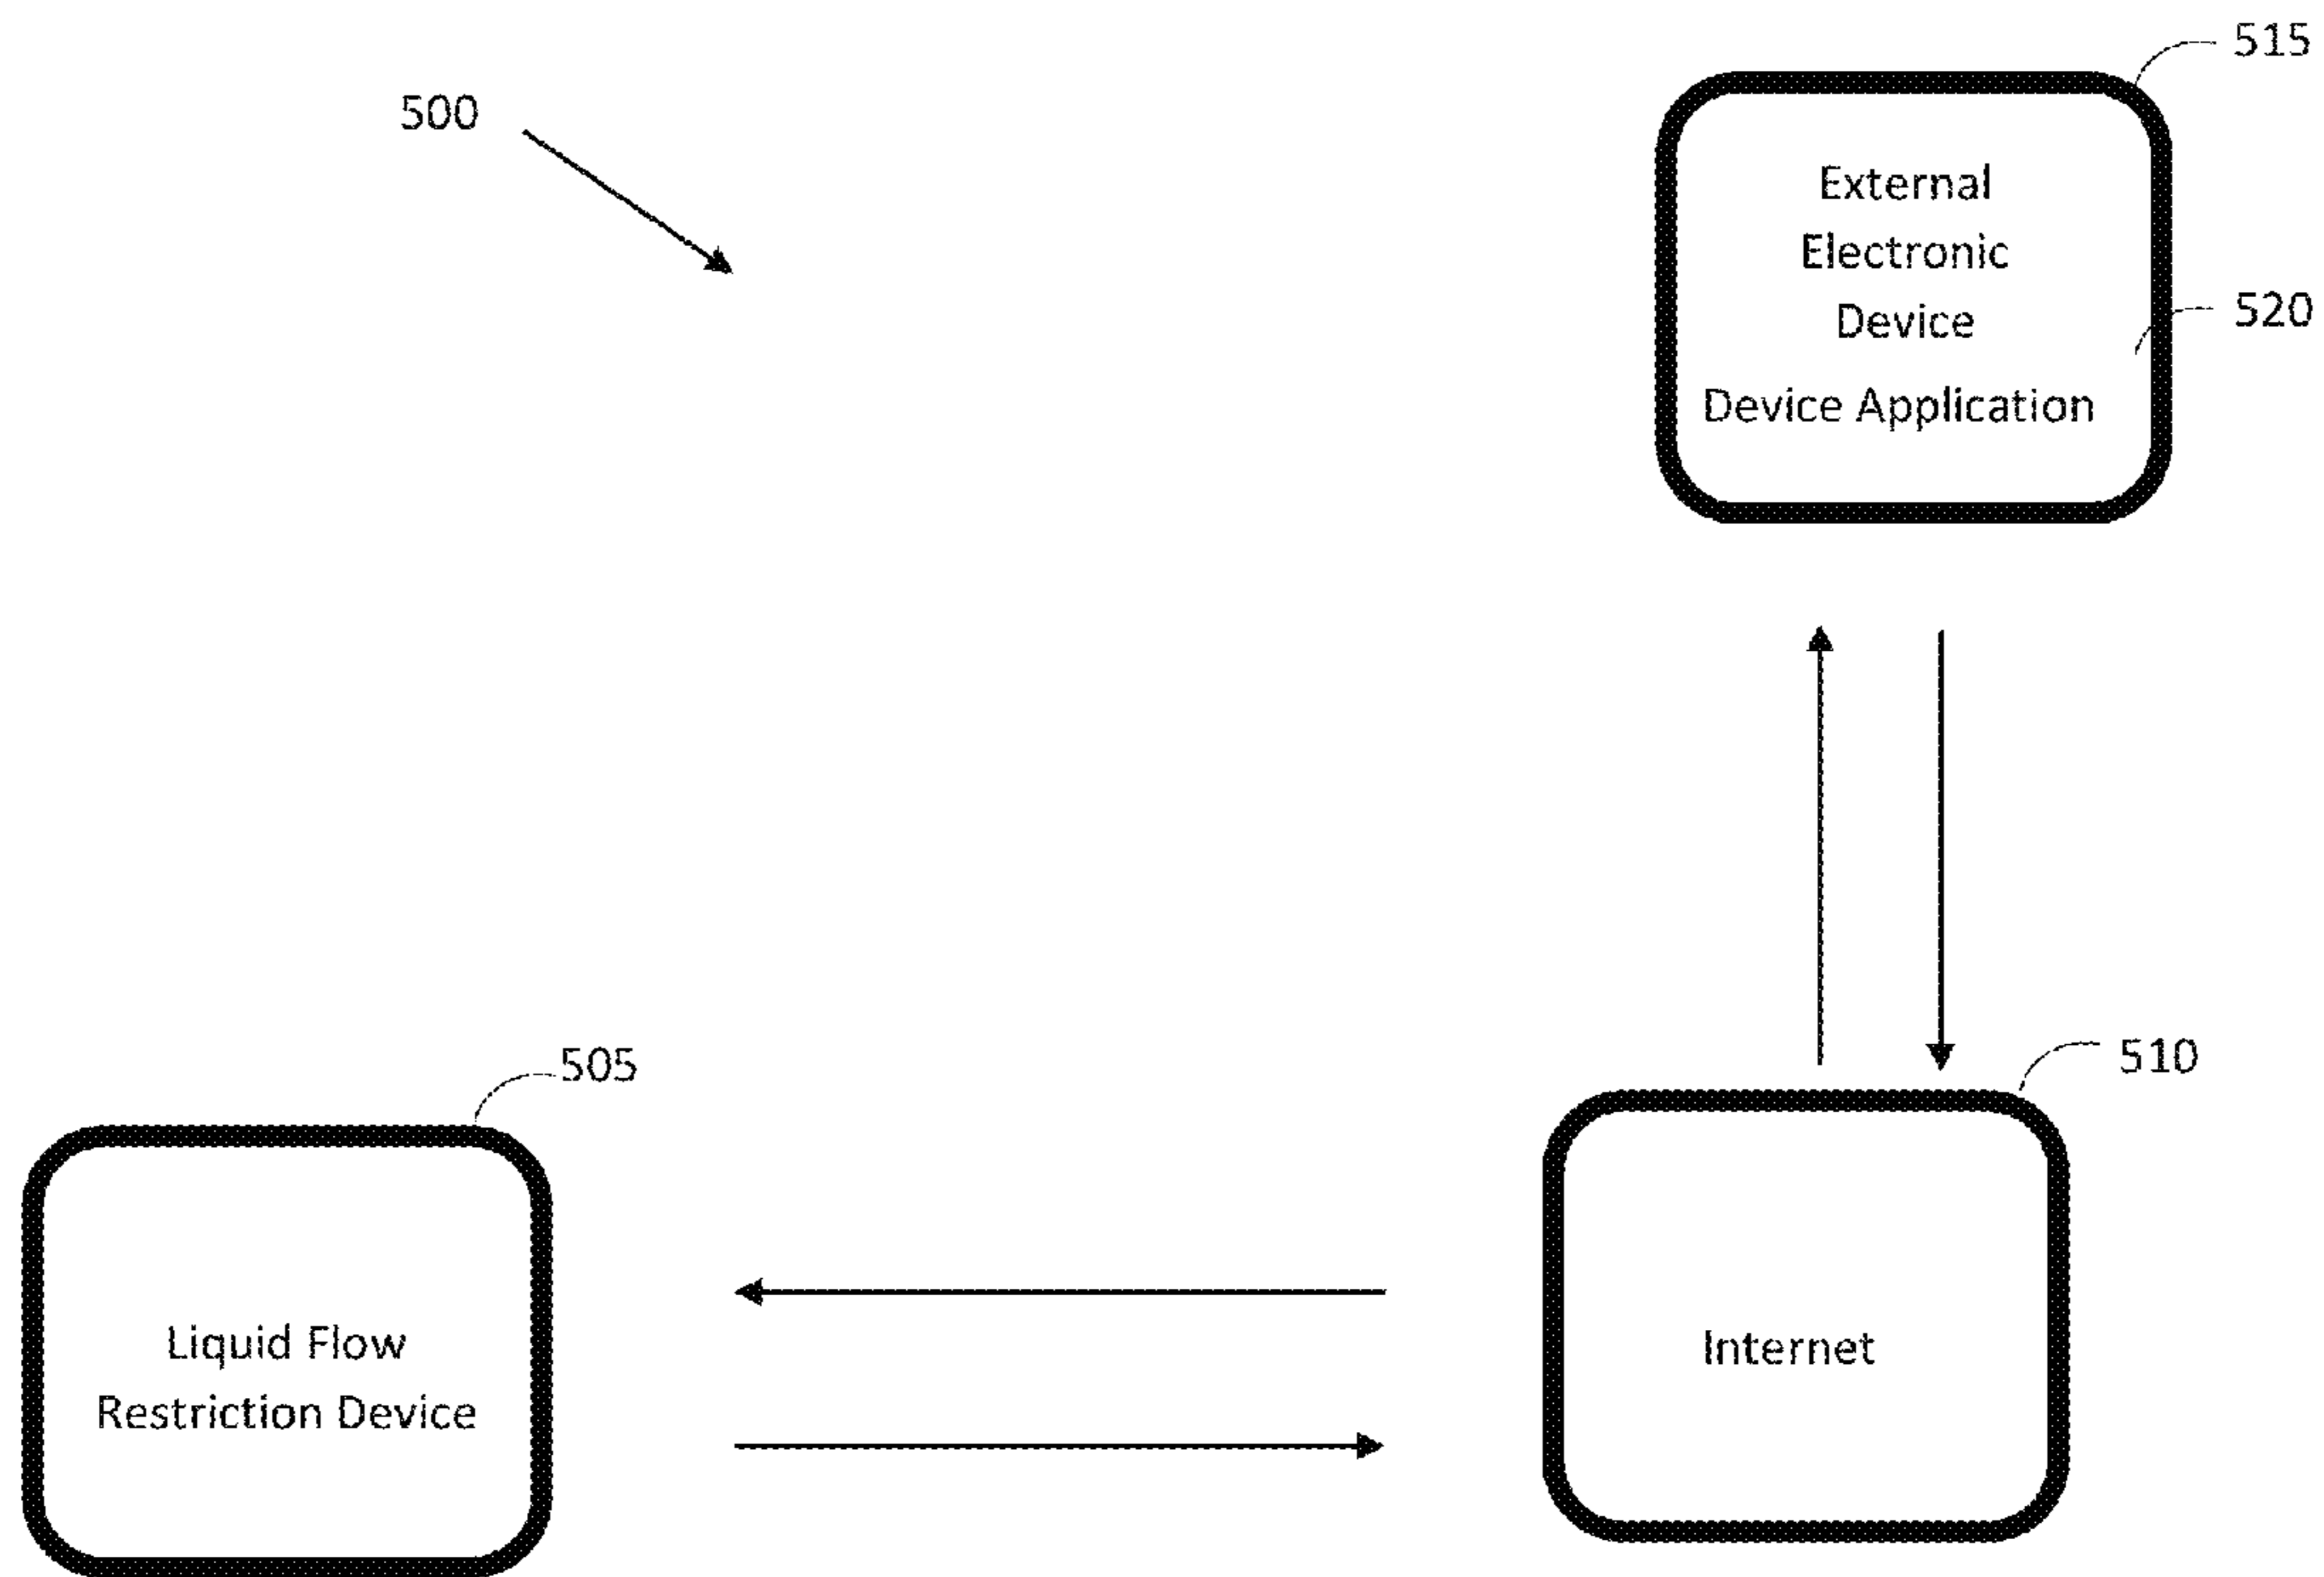 515
500
External
Electronic
Device
520
Device Application
505
510
Liquid Flow
Restriction Device
Internet